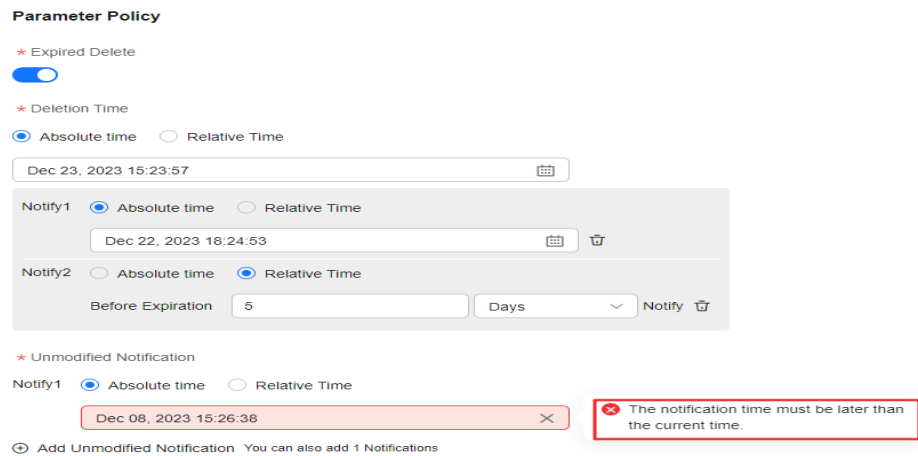 Parameter Policy
* Expired Delete
* Deletion Time
Absolute time Relative Time
Dec 23, 2023 15:23:57
Notify1 Absolute time Relative Time
Dec 22, 2023 18:24:53
Notify2 Absolute time Relative Time
Before Expiration 5 Days Notify
* Unmodified Notification
Notify1 Absolute time Relative Time
Dec 08, 2023 15:26:38
The notification time must be later than
the current time.
Add Unmodified Notification You can also add 1 Notifications